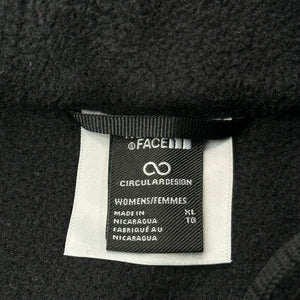 ®FACE
CIRCULARDESIGN
WOMENS/FEMMES
MADE IN XL
NICARAGUA TG
FABRIQUÉ AU
NICARAGUA